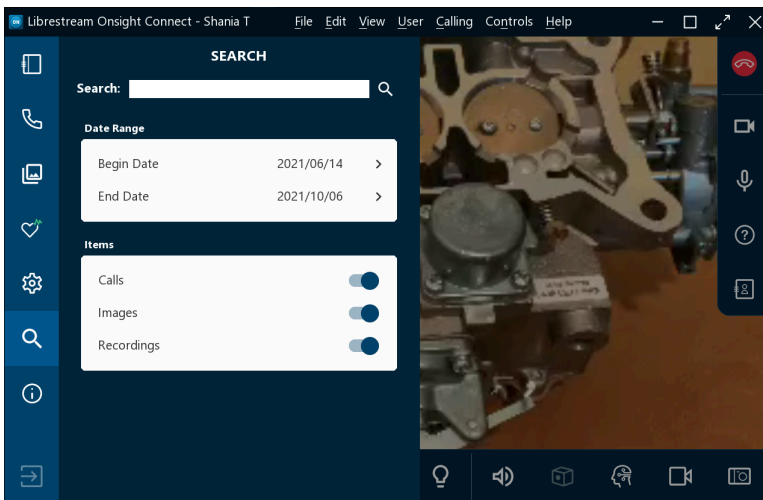 ON Librestream Onsight Connect - Shania T File Edit View User Calling Controls Help
SEARCH
Search:
Date Range
Begin Date 2021/06/14
End Date 2021/10/06
Items
Calls
Images
Recordings